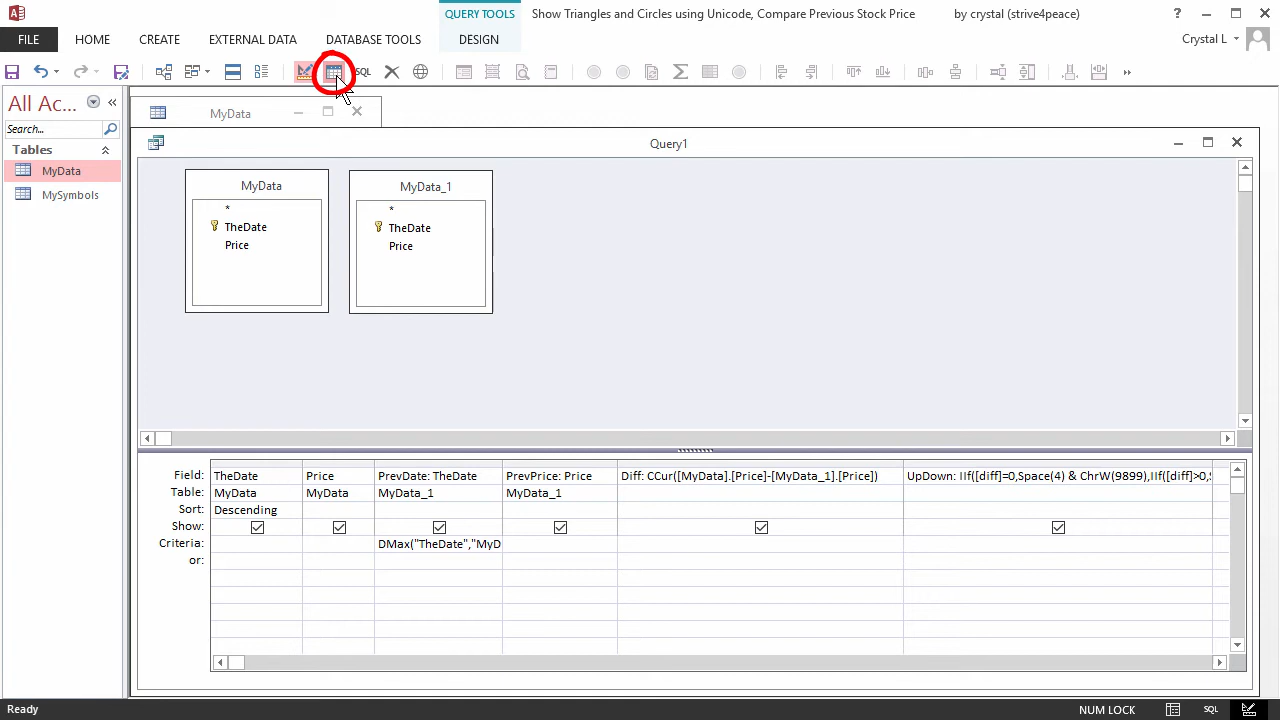 QUERY TOOLS
Show Triangles and Circles using Unicode, Compare Previous Stock Price by crystal (strive4peace)
?
FILE HOME CREATE EXTERNAL DATA DATABASE TOOLS DESIGN
Crystal L
SQL
All Ac...
MyData
Search...
Query1
Tables
MyData
MySymbols
MyData
*
TheDate
Price
MyData_1
*
TheDate
Price
Field: TheDate Price PrevDate: TheDate PrevPrice: Price Diff: CCur([MyData].[Price]-[MyData_1].[Price]) UpDown: IIf([diff]=0,Space(4) & ChrW(9899),IIf([diff]>0,S
Table: MyData MyData MyData_1 MyData_1
Sort: Descending
Show:
Criteria: DMax("TheDate","MyD
or:
Ready NUM LOCK SQL